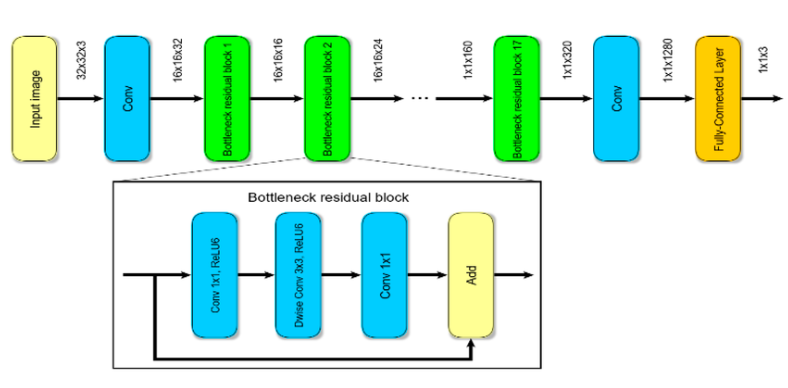 Input image
32x32x3
Conv
16x16x32
Bottleneck residual block 1
16x16x16
Bottleneck residual block 2
16x16x24
...
1x1x160
Bottleneck residual block 17
1x1x320
Conv
1x1x1280
Fully-Connected Layer
1x1x3
Bottleneck residual block
Conv 1x1, ReLU6
Dwise Conv 3x3, ReLU6
Conv 1x1
Add